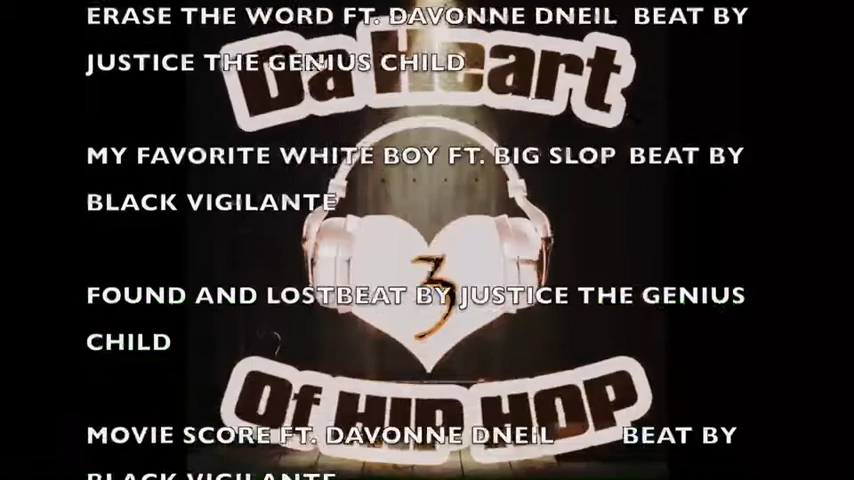 ERASE THE WORD FT. DAVONNE DNEIL BEAT BY
JUSTICE THE GENIUS CHILD
Da Heart
MY FAVORITE WHITE BOY FT. BIG SLOP BEAT BY
BLACK VIGILANTE
3
FOUND AND LOSTBEAT BY JUSTICE THE GENIUS
CHILD
Of HIP HOP
MOVIE SCORE FT. DAVONNE DNEIL BEAT BY
BLACK VIGILANTE